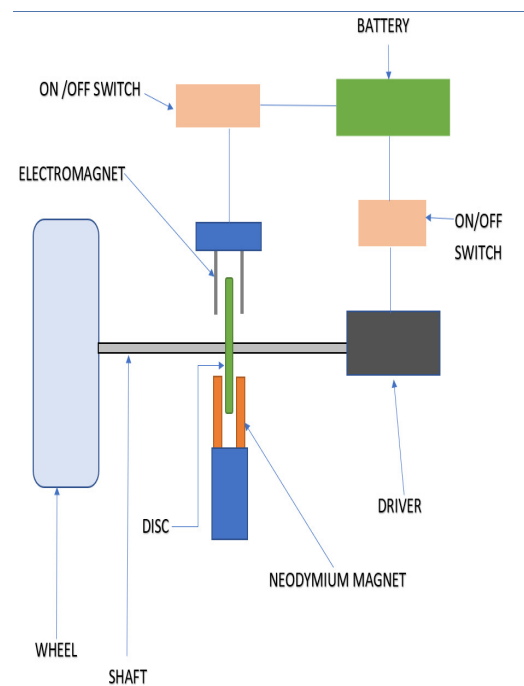 BATTERY
ON /OFF SWITCH
ELECTROMAGNET
ON/OFF
SWITCH
DRIVER
DISC
NEODYMIUM MAGNET
WHEEL
SHAFT